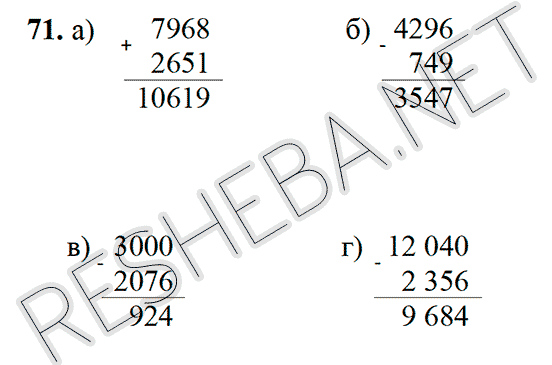 71. а) + 7968 б) - 4296
2651 749
10619 3547
в) - 3000 г) - 12 040
2076 2 356
924 9 684
RESHEBA.NET